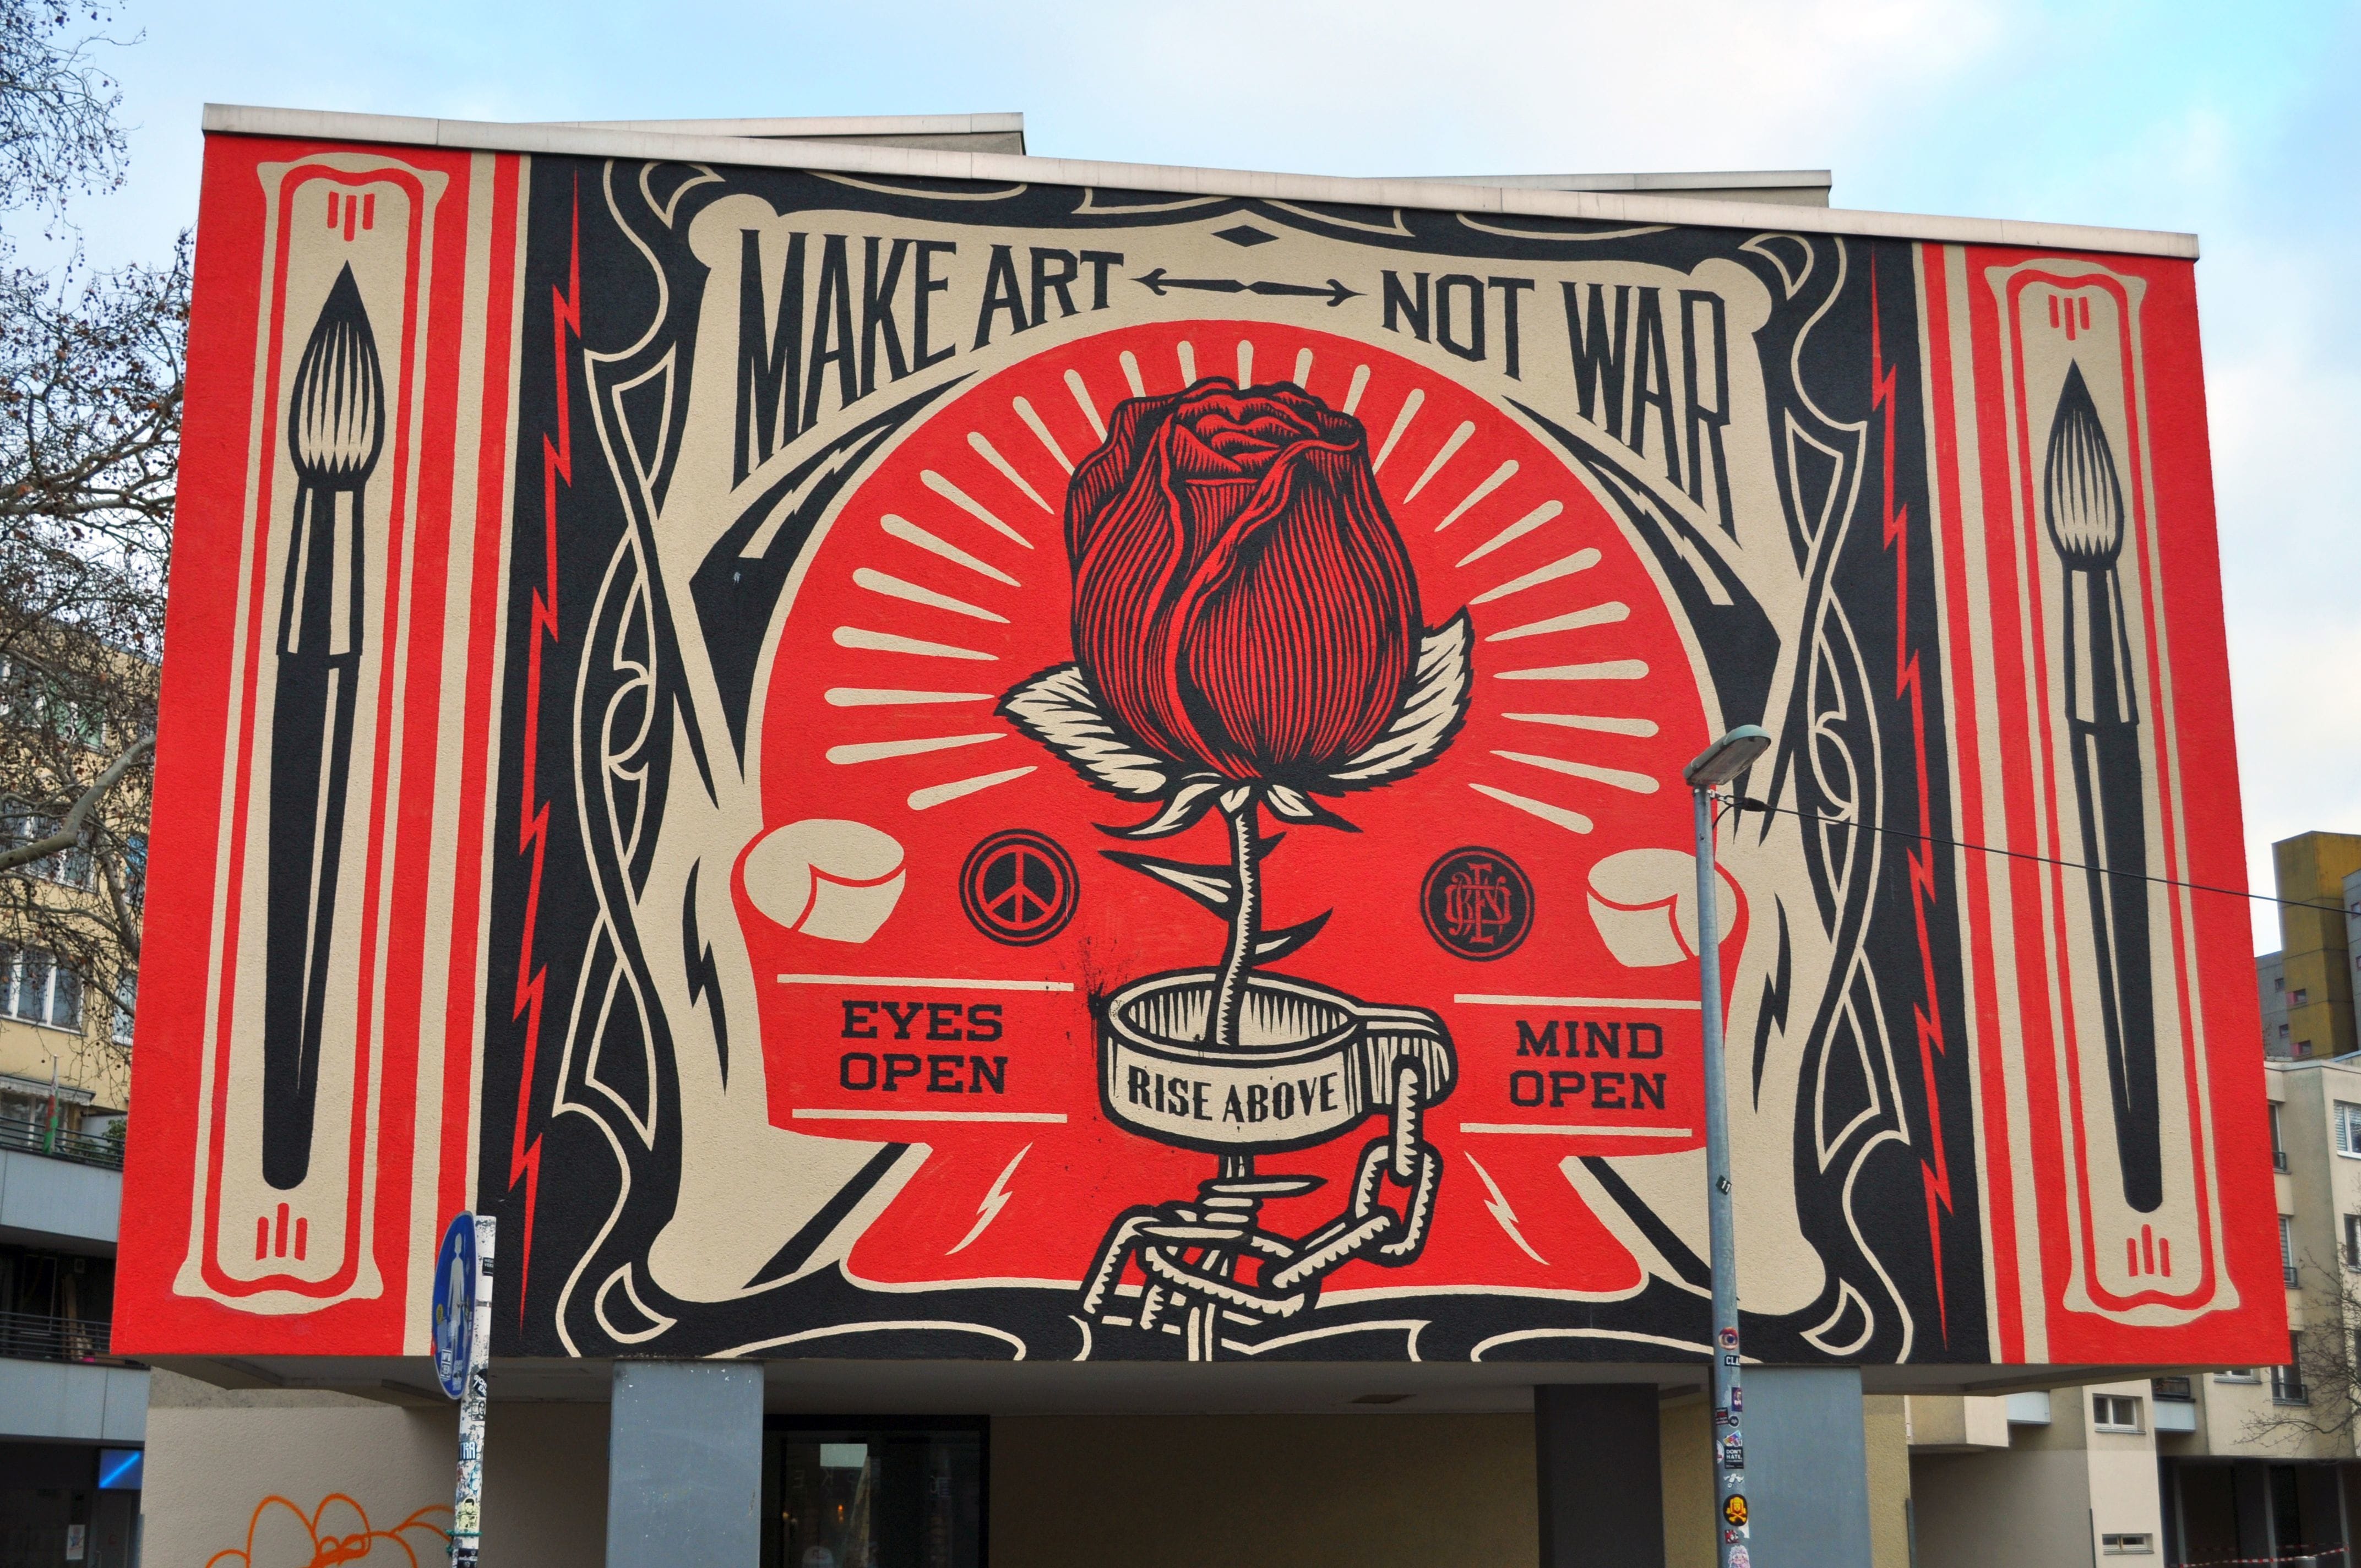 MAKE ART NOT WAR
EYES
OPEN
MIND
OPEN
RISE ABOVE